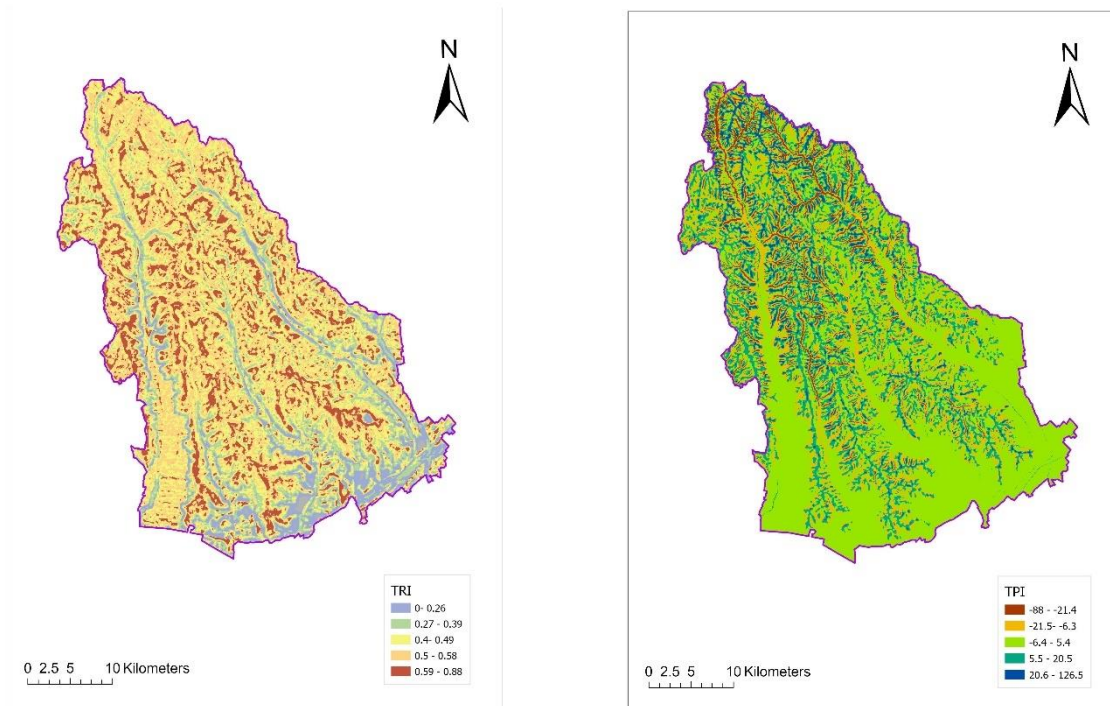 N
TRI
0- 0.26
0.27 - 0.39
0.4- 0.49
0.5 - 0.58
0.59 - 0.88
0 2.5 5 10 Kilometers
N
TPI
-88 - -21.4
-21.5- -6.3
-6.4 - 5.4
5.5 - 20.5
20.6 - 126.5
0 2.5 5 10 Kilometers